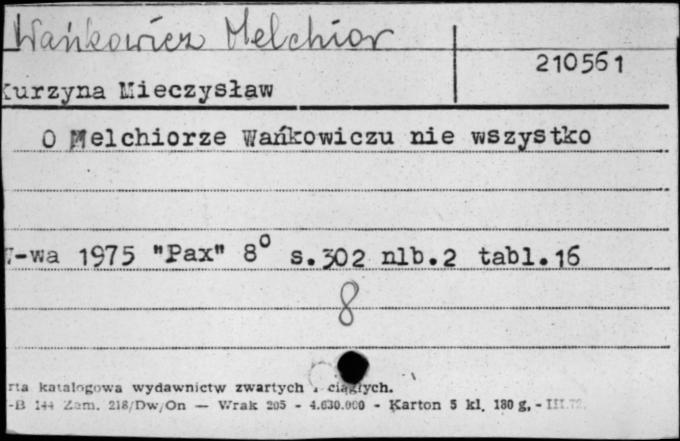 Wańkowicz Melchior
210561
Kurzyna Mieczysław
O Melchiorze Wańkowiczu nie wszystko
W-wa 1975 "Pax" 8° s.302 nlb.2 tabl.16
8
rta katalogowa wydawnictw zwartych i ciągłych.
-B 144 Zam. 218/Dw/On — Wrak 205 - 4.630.000 - Karton 5 kl. 180 g, - III.72.